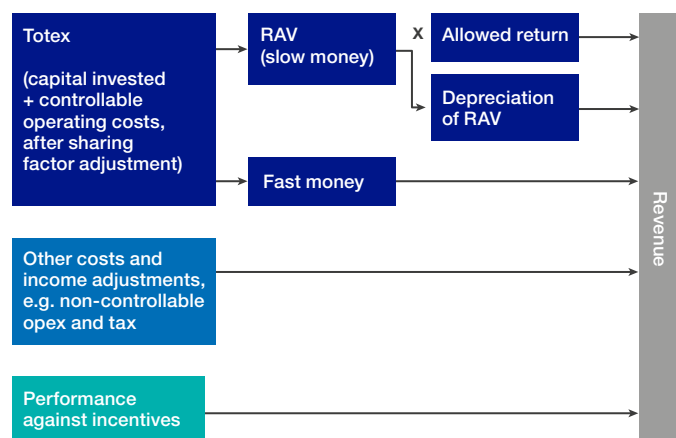 Totex
(capital invested
+ controllable
operating costs,
after sharing
factor adjustment)
RAV
(slow money)
x
Allowed return
Depreciation
of RAV
Fast money
Other costs and
income adjustments,
e.g. non-controllable
opex and tax
Performance
against incentives
Revenue